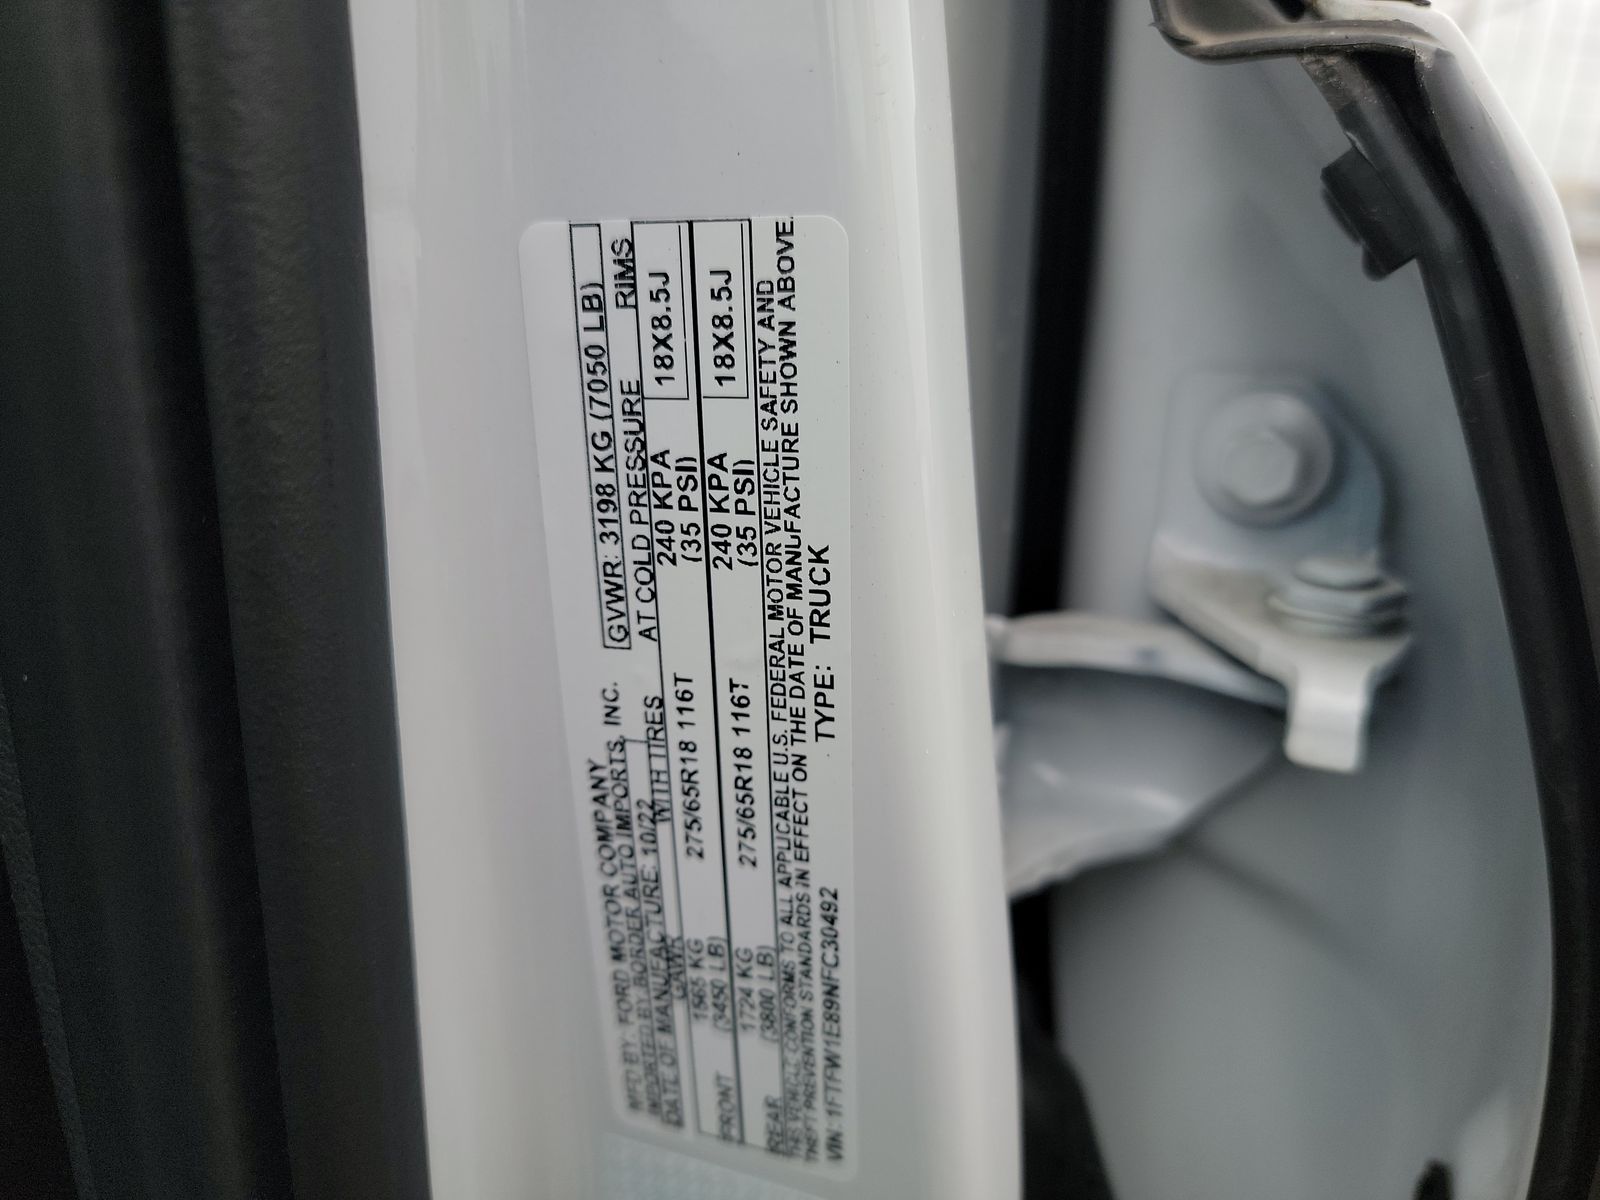 MFD BY: FORD MOTOR COMPANY
IMPORTED BY BORDER AUTO IMPORTS, INC.
DATE OF MANUFACTURE: 10/22 GVWR: 3198 KG (7050 LB)
GAWR WITH TIRES AT COLD PRESSURE RIMS
FRONT 1565 KG 275/65R18 116T 240 KPA 18X8.5J
(3450 LB) (35 PSI)
REAR 1724 KG 275/65R18 116T 240 KPA 18X8.5J
(3800 LB) (35 PSI)
THIS VEHICLE CONFORMS TO ALL APPLICABLE U.S. FEDERAL MOTOR VEHICLE SAFETY AND
THEFT PREVENTION STANDARDS IN EFFECT ON THE DATE OF MANUFACTURE SHOWN ABOVE.
VIN: 1FTFW1E89NFC30492 TYPE: TRUCK